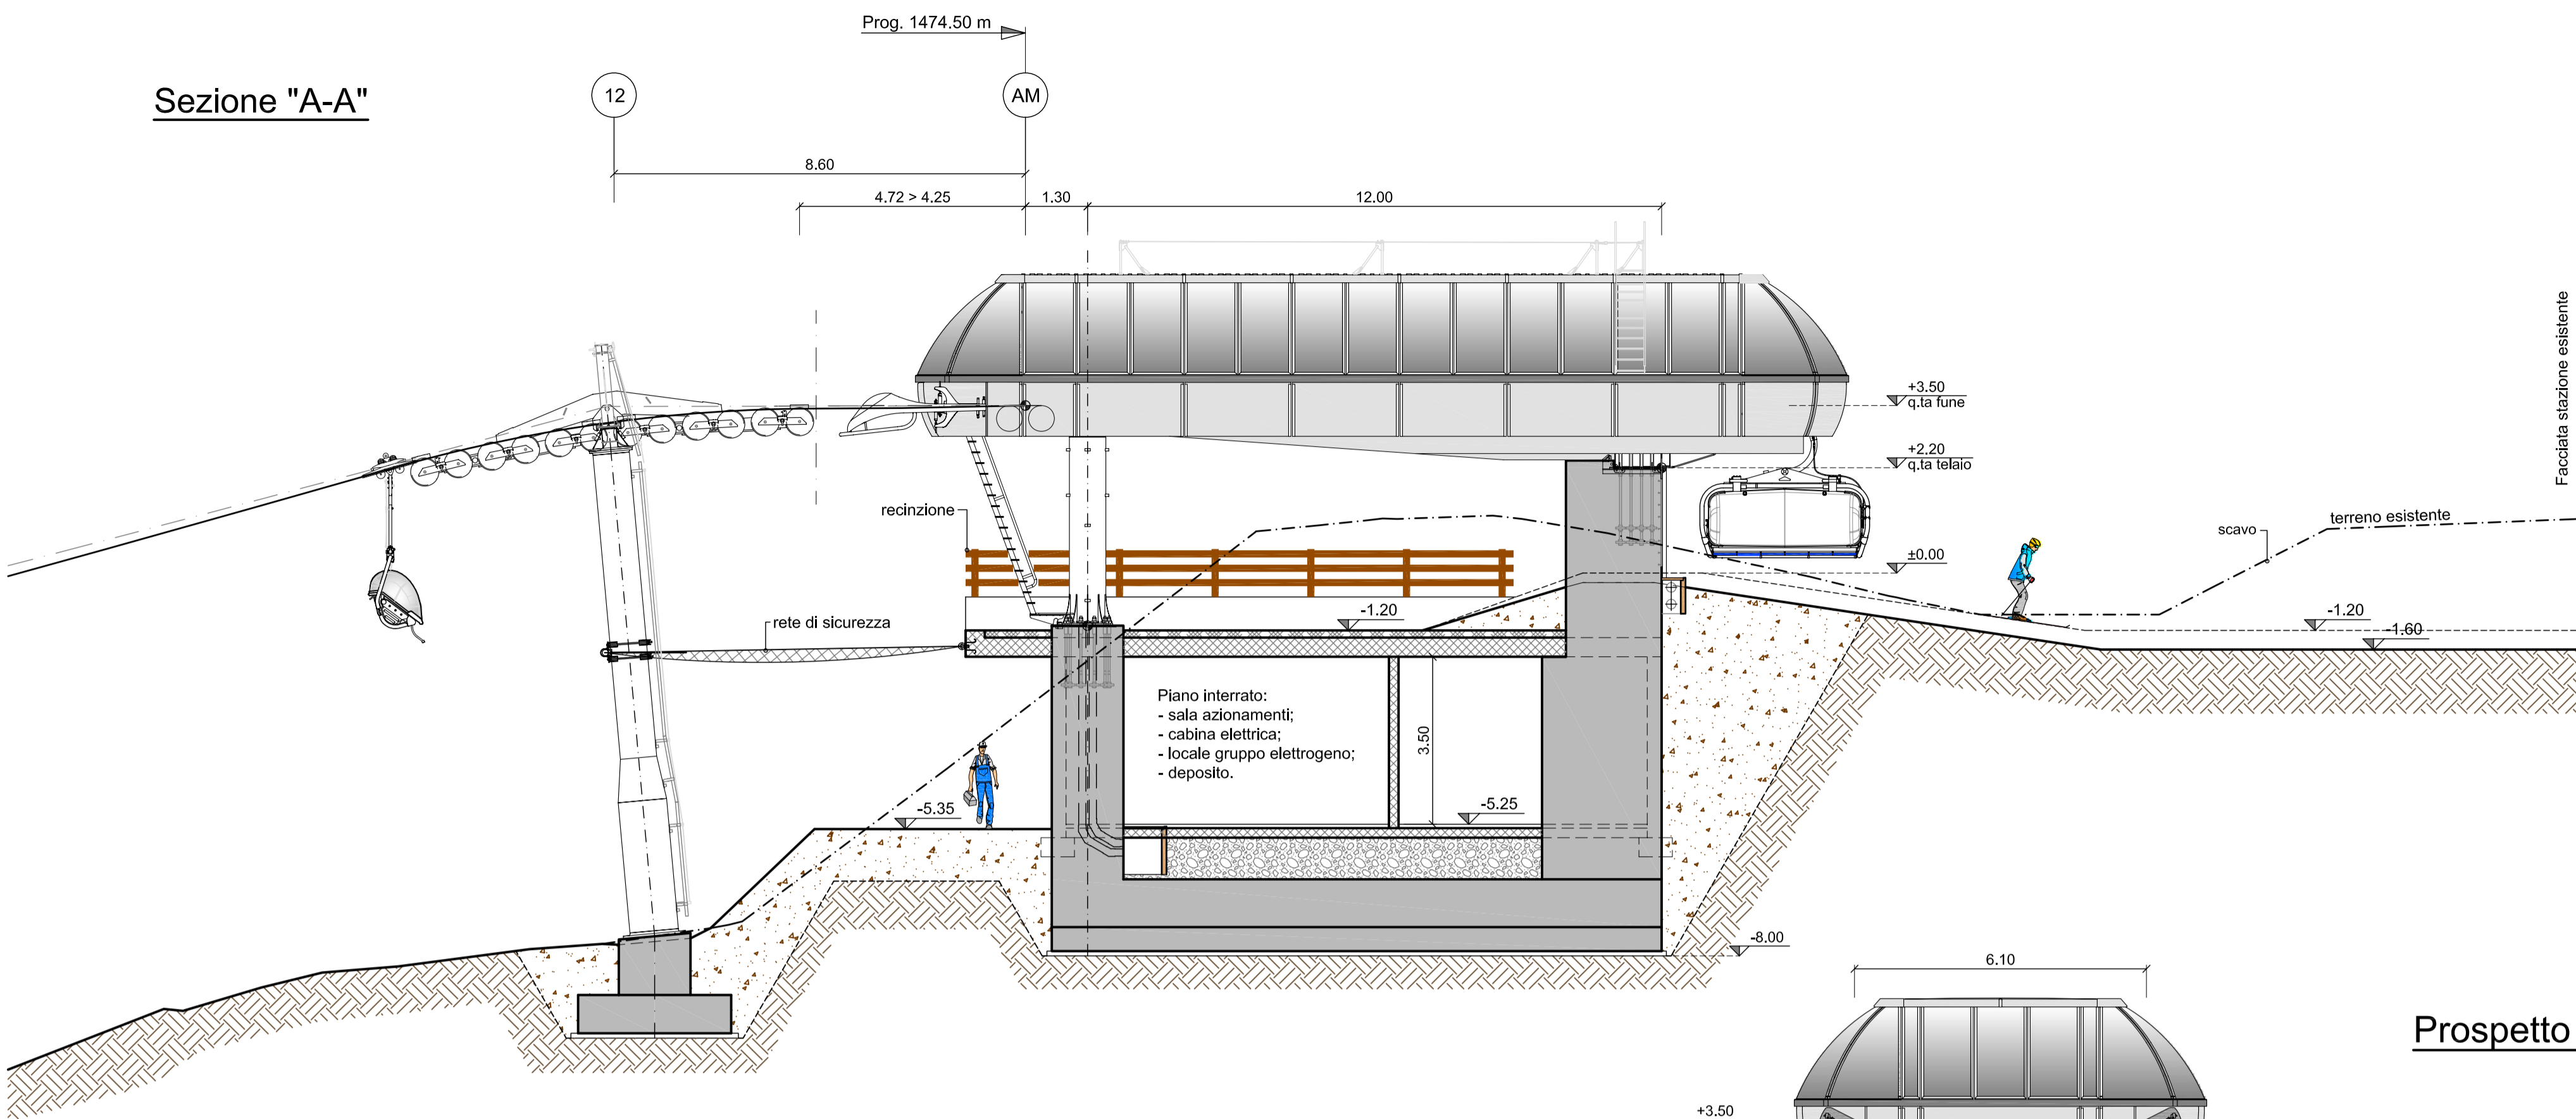 Prog. 1474.50 m
Sezione "A-A"
12
AM
8.60
4.72 > 4.25
1.30
12.00
Facciata stazione esistente
+3.50
q.ta fune
+2.20
q.ta telaio
recinzione
terreno esistente
scavo
±0.00
-1.20
-1.20
-1.60
rete di sicurezza
Piano interrato:
- sala azionamenti;
- cabina elettrica;
- locale gruppo elettrogeno;
- deposito.
3.50
-5.35
-5.25
-8.00
6.10
Prospetto
+3.50